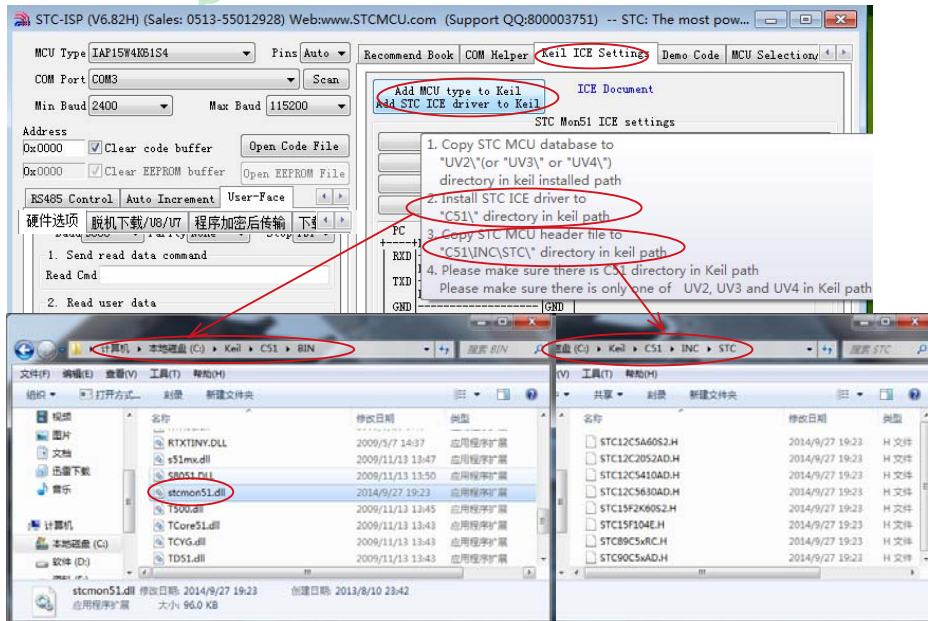 STC-ISP (V6.82H) (Sales: 0513-55012928) Web:www.STCMCU.com (Support QQ:800003751) -- STC: The most pow...
MCU Type IAP15W4K61S4 Pins Auto
COM Port COM3 Scan
Min Baud 2400 Max Baud 115200
Address
0x0000 Clear code buffer Open Code File
0x0000 Clear EEPROM buffer Open EEPROM File
RS485 Control Auto Increment User-Face
硬件选项 脱机下载/U8/U7 程序加密后传输
1. Send read data command
Read Cmd
2. Read user data
Recommend Book COM Helper Keil ICE Settings Demo Code MCU Selection/
Add MCU type to Keil
Add STC ICE driver to Keil
ICE Document
STC Mon51 ICE settings
1. Copy STC MCU database to
"UV2\"(or "UV3\" or "UV4\")
directory in keil installed path
2. Install STC ICE driver to
"C51\" directory in keil path
3. Copy STC MCU header file to
"C51\INC\STC\" directory in keil path
4. Please make sure there is C51 directory in Keil path
Please make sure there is only one of UV2, UV3 and UV4 in Keil path
PC
RXD
TXD
GND GND
计算机 本地磁盘 (C:) Keil C51 BIN 搜索 BIN
文件(F) 编辑(E) 查看(V) 工具(T) 帮助(H)
组织 打开方式... 刻录 新建文件夹
视频
图片
文档
迅雷下载
音乐
计算机
本地磁盘 (C:)
软件 (D:)
名称 修改日期 类型
RTXTINY.DLL 2009/5/7 14:37 应用程序扩展
s51mx.dll 2009/11/13 13:47 应用程序扩展
S8051.DLL 2009/11/13 13:50 应用程序扩展
stcmon51.dll 2014/9/27 19:23 应用程序扩展
T500.dll 2009/11/13 13:45 应用程序扩展
TCore51.dll 2009/11/13 13:43 应用程序扩展
TCYG.dll 2009/11/13 13:43 应用程序扩展
TD51.dll 2009/11/13 13:43 应用程序扩展
stcmon51.dll 修改日期: 2014/9/27 19:23 创建日期: 2013/8/10 23:42
应用程序扩展 大小: 96.0 KB
(C:) Keil C51 INC STC 搜索 STC
(V) 工具(T) 帮助(H)
共享 刻录 新建文件夹
名称 修改日期 类型
STC12C5A60S2.H 2014/9/27 19:23 H 文件
STC12C2052AD.H 2014/9/27 19:23 H 文件
STC12C5410AD.H 2014/9/27 19:23 H 文件
STC12C5630AD.H 2014/9/27 19:23 H 文件
STC15F2K60S2.H 2014/9/27 19:23 H 文件
STC15F104E.H 2014/9/27 19:23 H 文件
STC89C5xRC.H 2014/9/27 19:23 H 文件
STC90C5xAD.H 2014/9/27 19:23 H 文件